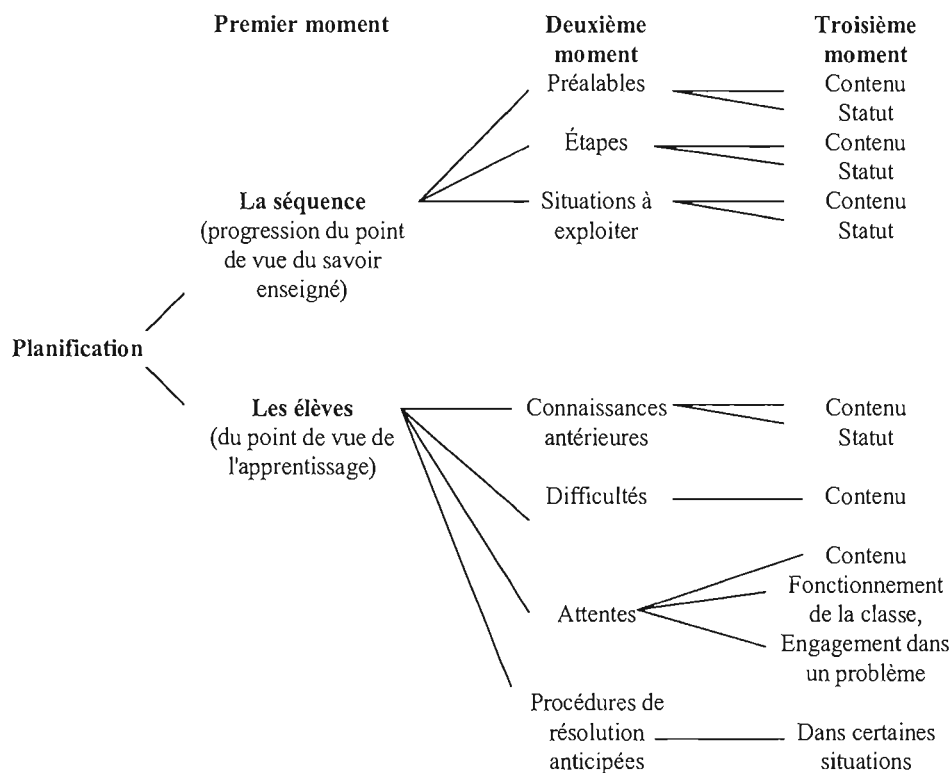 Premier moment
Deuxième
moment
Troisième
moment
Préalables
Contenu
Statut
Étapes
Contenu
Statut
La séquence
(progression du point
de vue du savoir
enseigné)
Situations à
exploiter
Contenu
Statut
Planification
Les élèves
(du point de vue de
l'apprentissage)
Connaissances
antérieures
Contenu
Statut
Difficultés
Contenu
Attentes
Contenu
Fonctionnement
de la classe,
Engagement dans
un problème
Procédures de
résolution
anticipées
Dans certaines
situations